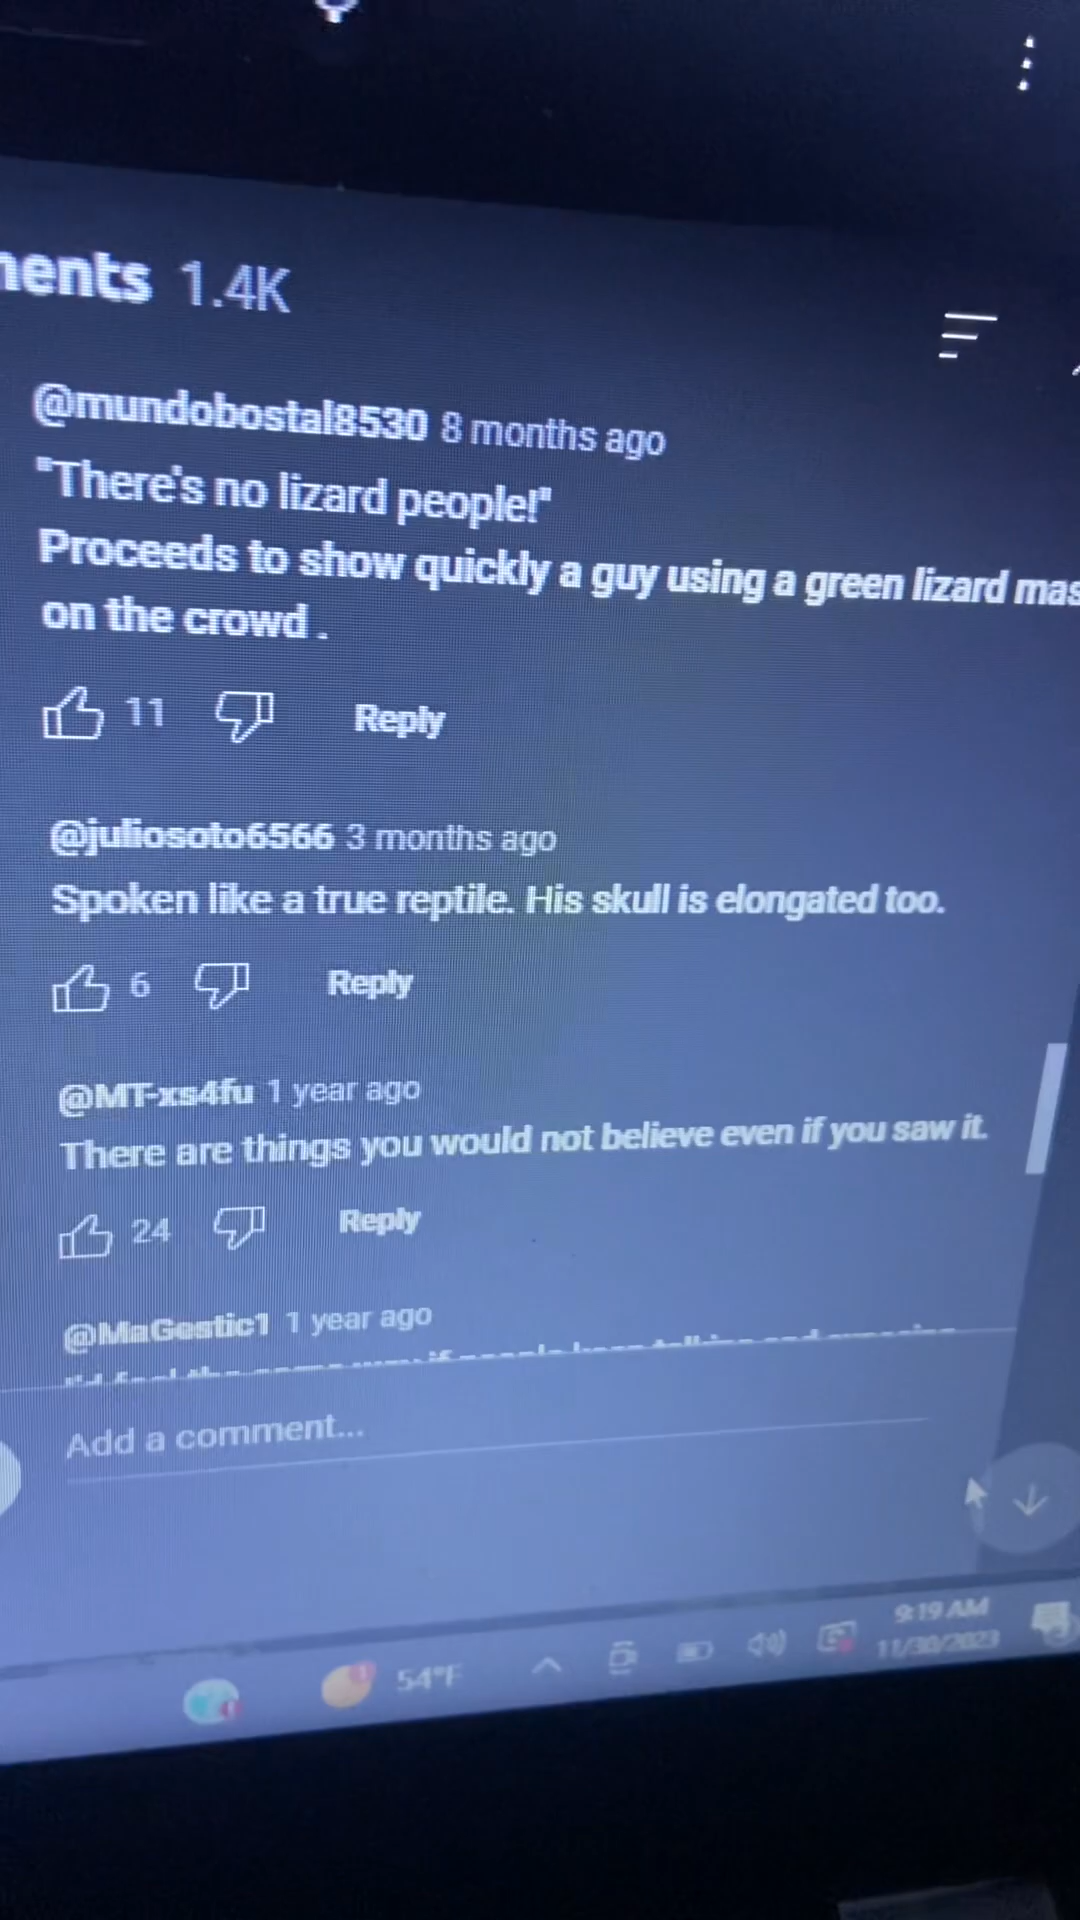 ments 1.4K
@mundobostal8530 8 months ago
"There's no lizard people!"
Proceeds to show quickly a guy using a green lizard mas
on the crowd .
11 Reply
@juliosoto6566 3 months ago
Spoken like a true reptile. His skull is elongated too.
6 Reply
@MT-xs4fu 1 year ago
There are things you would not believe even if you saw it.
24 Reply
@MaGestic1 1 year ago
Add a comment...
54°F
9:19 AM
11/30/2023